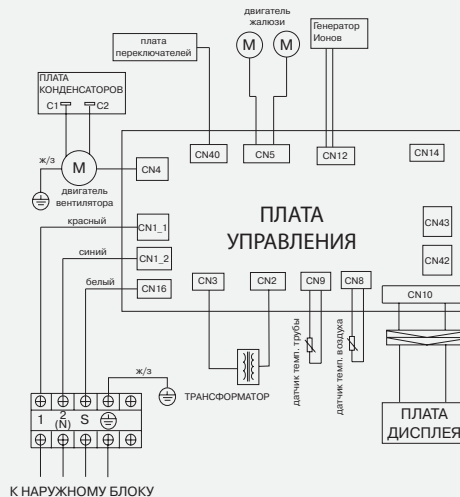 двигатель
жалюзи
плата
переключателей
М
М
Генератор
Ионов
ПЛАТА
КОНДЕНСАТОРОВ
С1
С2
ж/з
М
двигатель
вентилятора
CN4
CN40
CN5
CN12
CN14
красный
CN1_1
синий
CN1_2
белый
CN16
ПЛАТА
УПРАВЛЕНИЯ
CN43
CN42
CN3
CN2
CN9
CN8
CN10
датчик темп. трубы
датчик темп. воздуха
ж/з
ТРАНСФОРМАТОР
ПЛАТА
ДИСПЛЕЯ
1
2
(N)
S
К НАРУЖНОМУ БЛОКУ